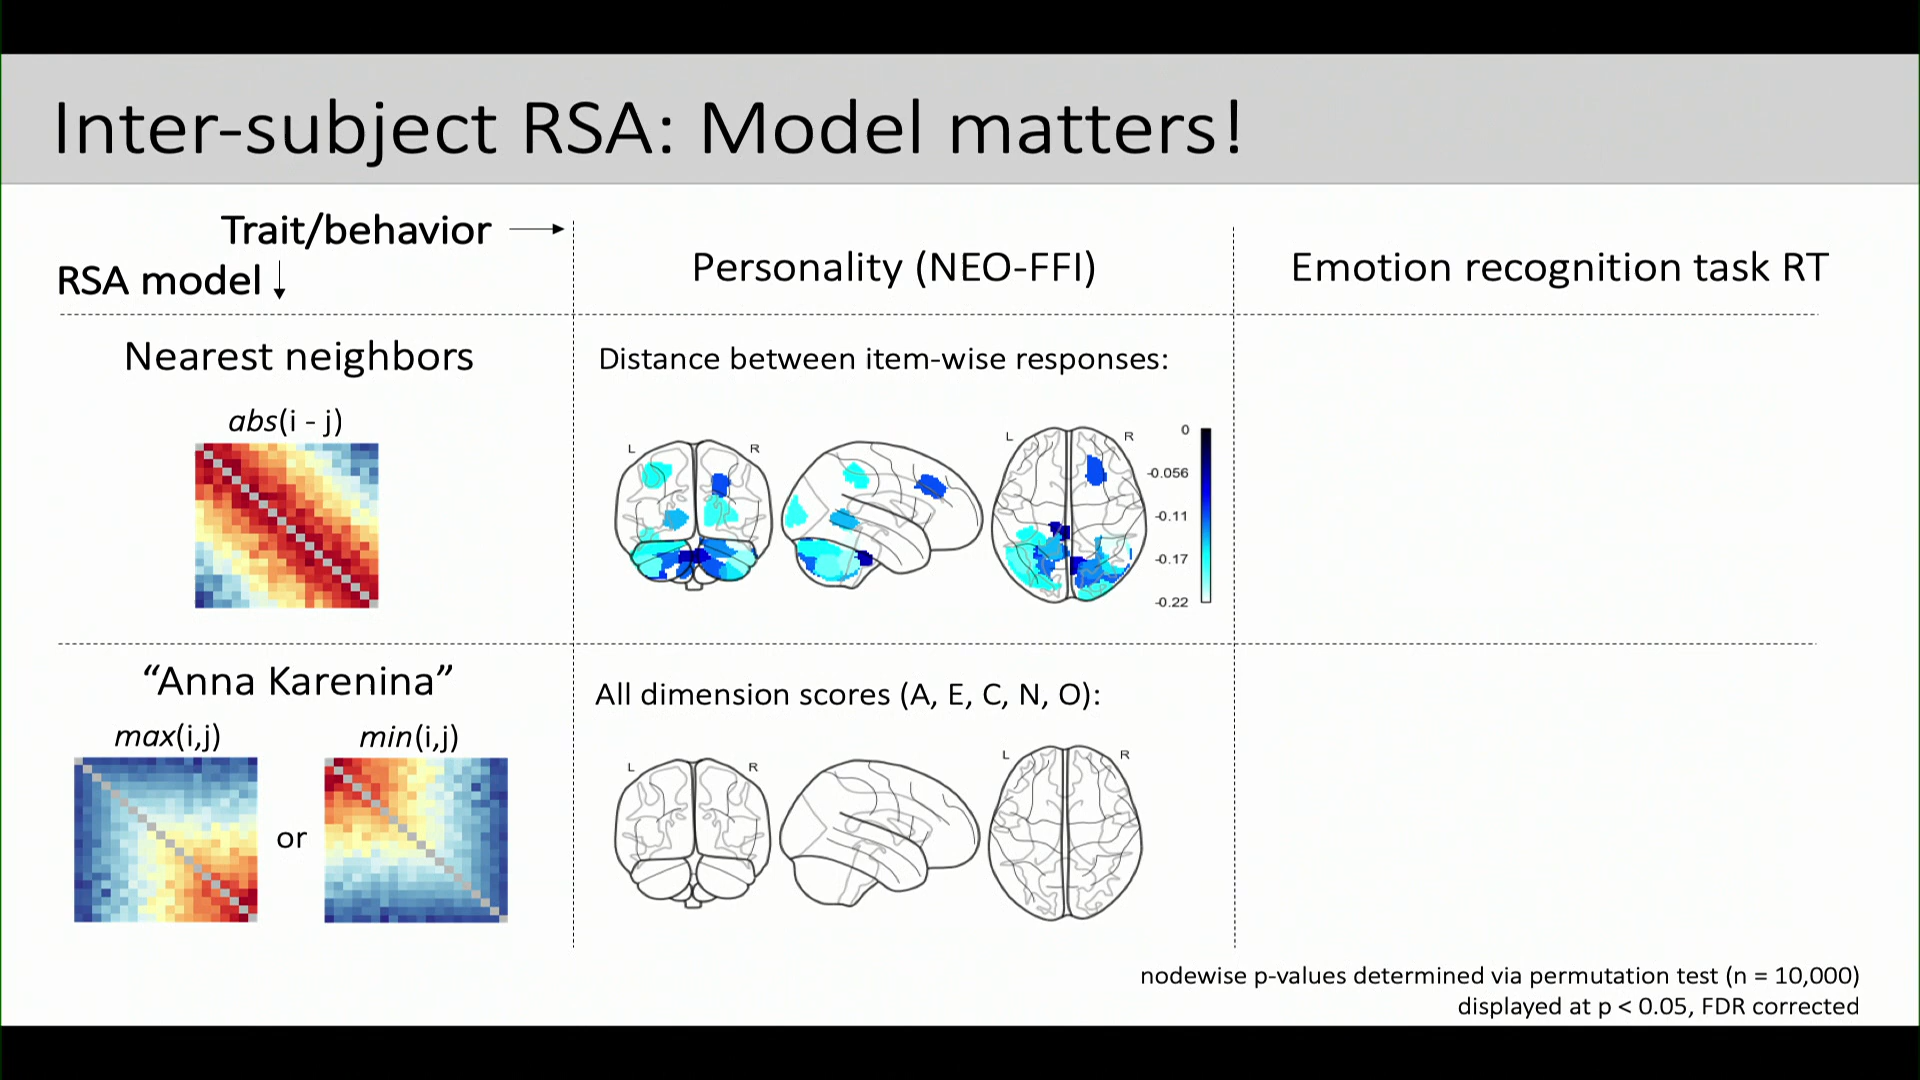 Inter-subject RSA: Model matters!
Trait/behavior
RSA model
Personality (NEO-FFI)
Emotion recognition task RT
Nearest neighbors
abs(i - j)
Distance between item-wise responses:
L R
L R
0
-0.056
-0.11
-0.17
-0.22
“Anna Karenina”
max(i,j)
or
min(i,j)
All dimension scores (A, E, C, N, O):
L R
L R
nodewise p-values determined via permutation test (n = 10,000)
displayed at p < 0.05, FDR corrected